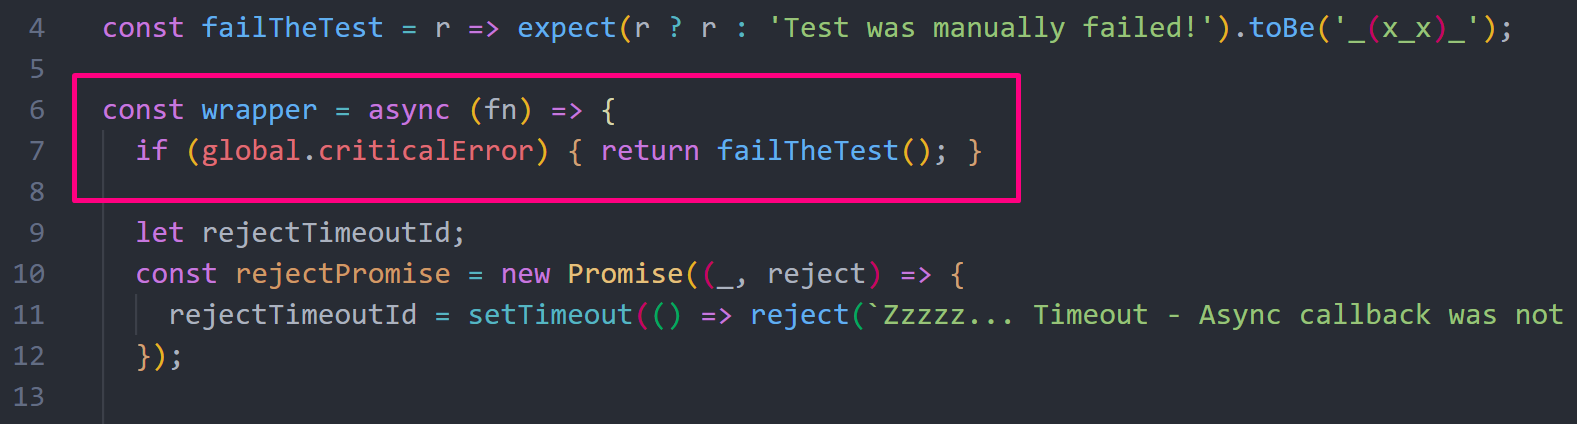 4 const failTheTest = r => expect(r ? r : 'Test was manually failed!').toBe('_(x_x)_');
5
6 const wrapper = async (fn) => {
7 if (global.criticalError) { return failTheTest(); }
8
9 let rejectTimeoutId;
10 const rejectPromise = new Promise((_, reject) => {
11 rejectTimeoutId = setTimeout(() => reject(`Zzzzz... Timeout - Async callback was not
12 });
13